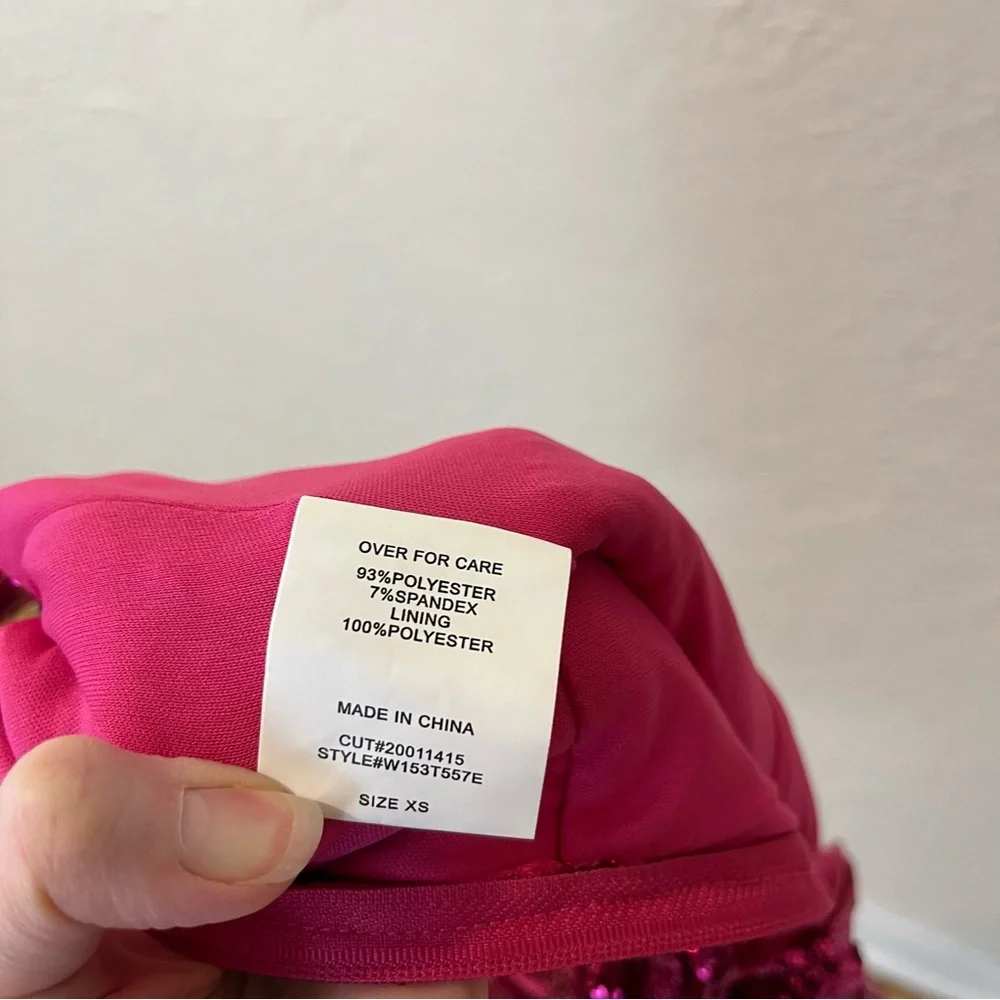 OVER FOR CARE
93%POLYESTER
7%SPANDEX
LINING
100%POLYESTER
MADE IN CHINA
CUT#20011415
STYLE#W153T557E
SIZE XS